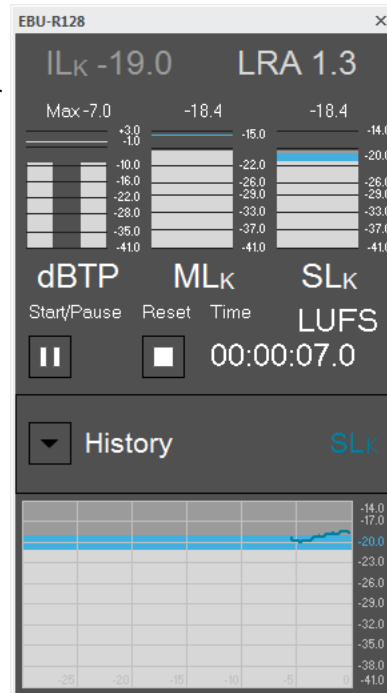 EBU-R128 ×
ILK -19.0 LRA 1.3
Max -7.0 -18.4 -18.4
+3.0 -15.0 -14.0
-1.0
-10.0 -22.0 -20.0
-16.0 -26.0 -26.0
-22.0 -29.0 -29.0
-28.0 -33.0 -33.0
-35.0 -37.0 -37.0
-41.0 -41.0 -41.0
dBTP MLK SLK
Start/Pause Reset Time LUFS
00:00:07.0
History SLK
-14.0
-17.0
-20.0
-23.0
-26.0
-29.0
-32.0
-35.0
-38.0
-25 -20 -15 -10 -5 0 -41.0